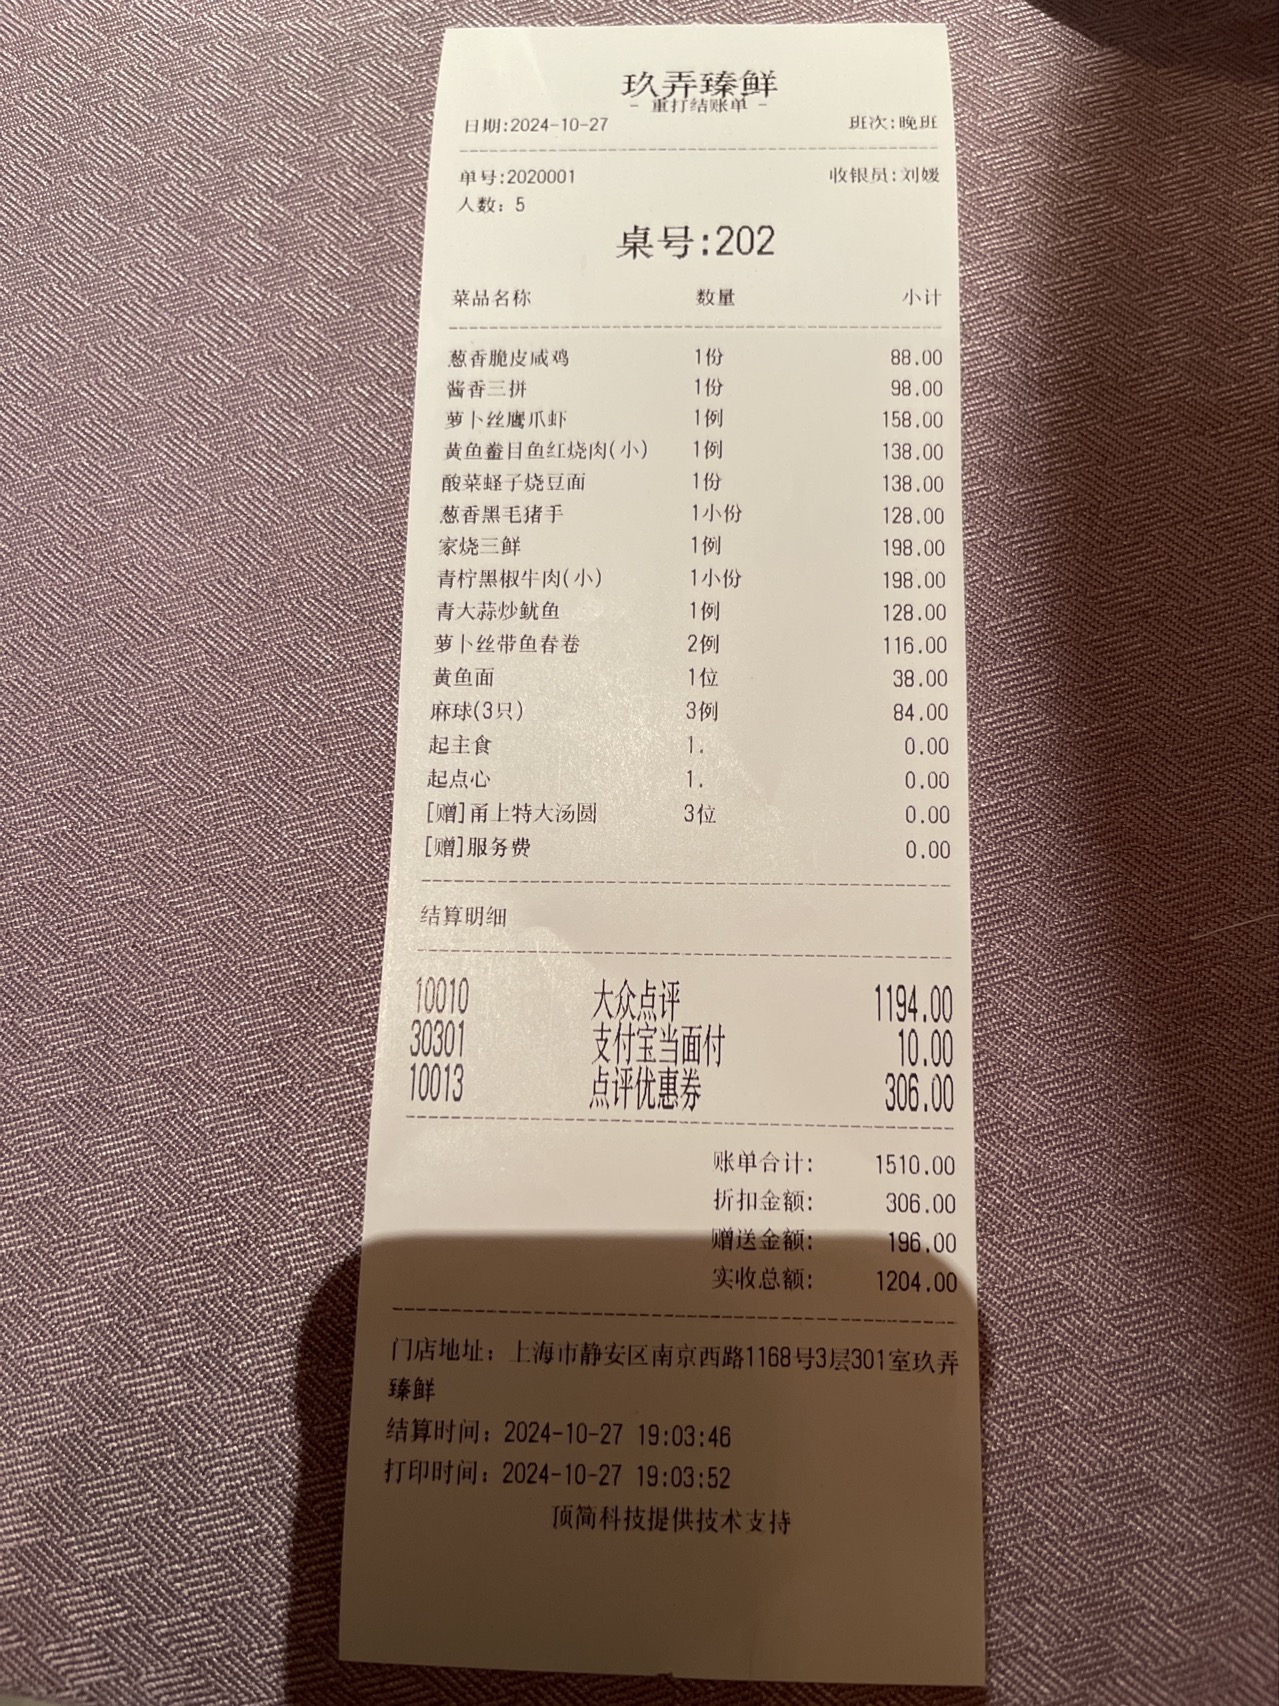 玖弄臻鲜
- 重打结账单 -
日期:2024-10-27 班次:晚班
单号:2020001 收银员:刘媛
人数: 5
桌号:202
菜品名称 数量 小计
葱香脆皮咸鸡 1份 88.00
酱香三拼 1份 98.00
萝卜丝鹰爪虾 1例 158.00
黄鱼鲞目鱼红烧肉(小) 1例 138.00
酸菜蛏子烧豆面 1份 138.00
葱香黑毛猪手 1小份 128.00
家烧三鲜 1例 198.00
青柠黑椒牛肉(小) 1小份 198.00
青大蒜炒鱿鱼 1例 128.00
萝卜丝带鱼春卷 2例 116.00
黄鱼面 1位 38.00
麻球(3只) 3例 84.00
起主食 1. 0.00
起点心 1. 0.00
[赠]甬上特大汤圆 3位 0.00
[赠]服务费 0.00
结算明细
10010 大众点评 1194.00
30301 支付宝当面付 10.00
10013 点评优惠券 306.00
账单合计: 1510.00
折扣金额: 306.00
赠送金额: 196.00
实收总额: 1204.00
门店地址: 上海市静安区南京西路1168号3层301室玖弄
臻鲜
结算时间: 2024-10-27 19:03:46
打印时间: 2024-10-27 19:03:52
顶简科技提供技术支持